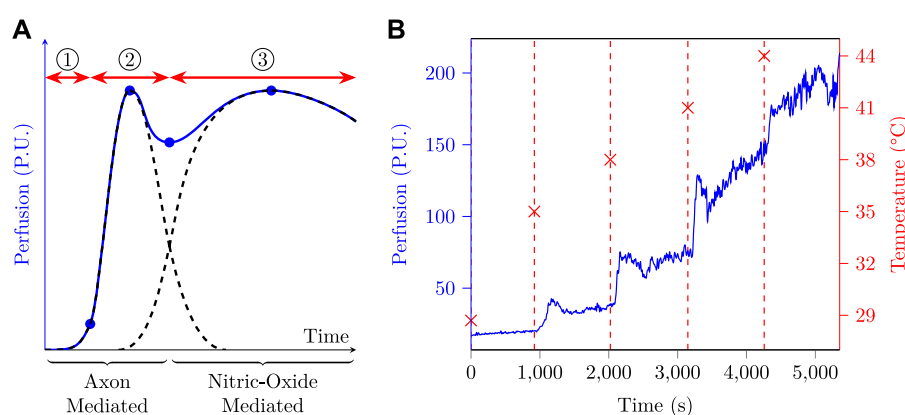 A
① ② ③
Perfusion (P.U.)
Time
Axon
Mediated
Nitric-Oxide
Mediated
B
Perfusion (P.U.)
200
150
100
50
0 1,000 2,000 3,000 4,000 5,000
Time (s)
44
41
38
35
32
29
Temperature (°C)